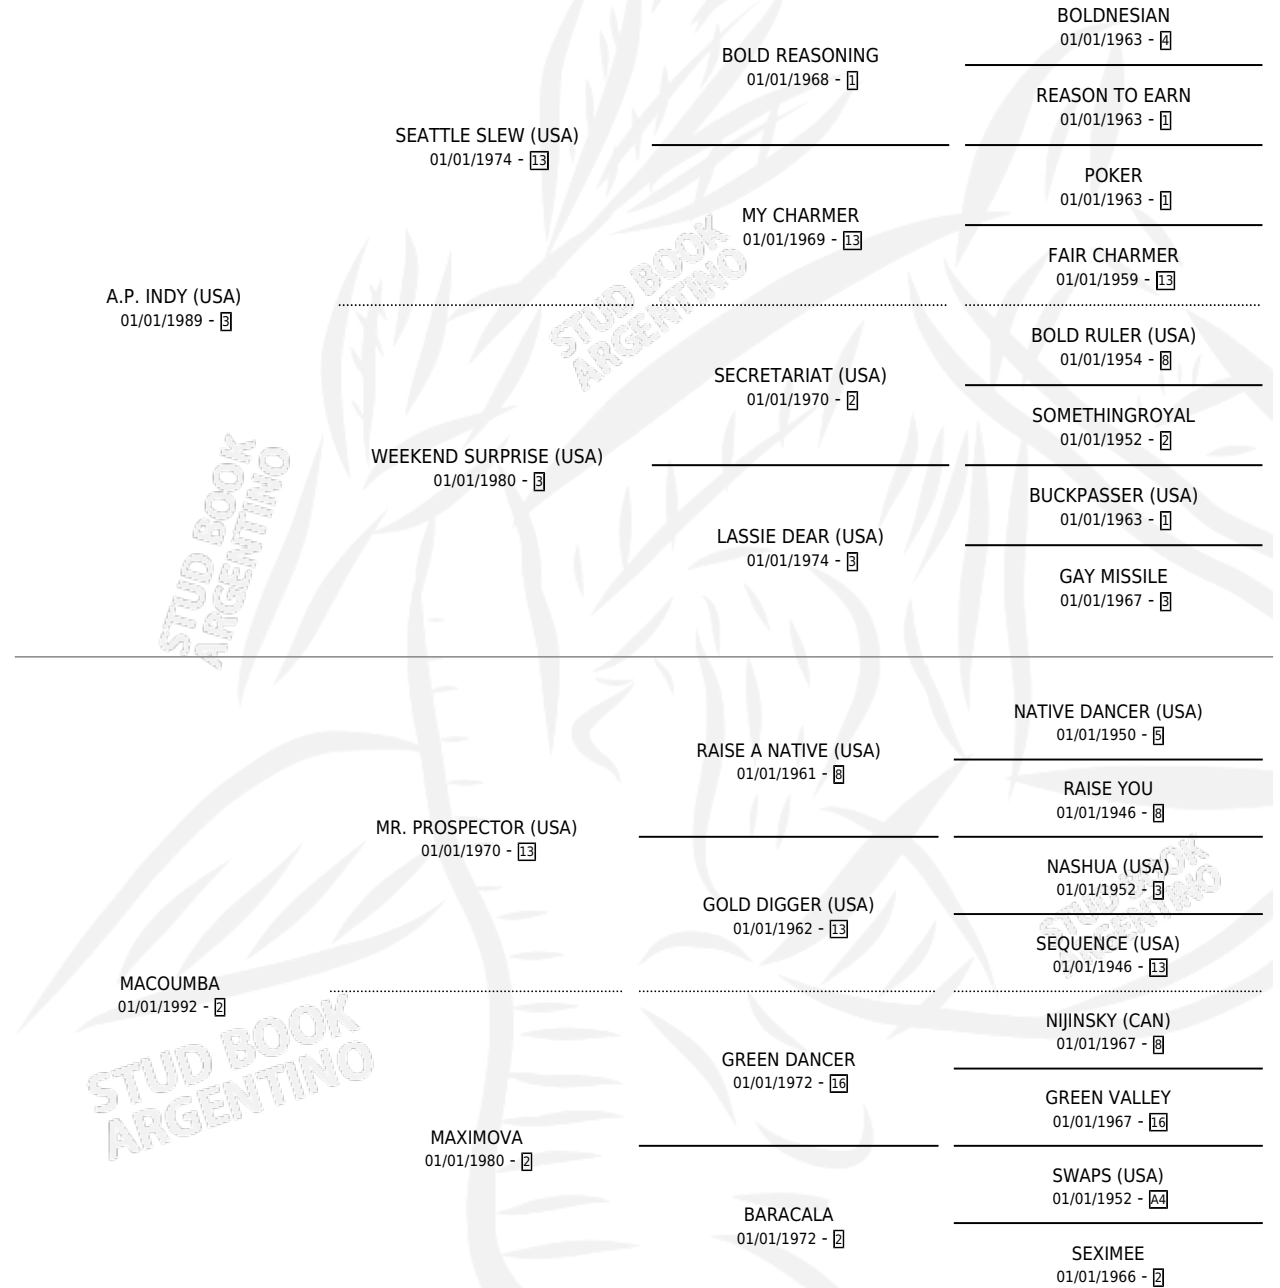 BOLDNESIAN
01/01/1963 - 4
BOLD REASONING
01/01/1968 - 1
REASON TO EARN
01/01/1963 - 1
SEATTLE SLEW (USA)
01/01/1974 - 13
POKER
01/01/1963 - 1
MY CHARMER
01/01/1969 - 13
FAIR CHARMER
01/01/1959 - 13
A.P. INDY (USA)
01/01/1989 - 3
STUD BOOK
ARGENTINO
BOLD RULER (USA)
01/01/1954 - 8
SECRETARIAT (USA)
01/01/1970 - 2
SOMETHINGROYAL
01/01/1952 - 2
WEEKEND SURPRISE (USA)
01/01/1980 - 3
BUCKPASSER (USA)
01/01/1963 - 1
LASSIE DEAR (USA)
01/01/1974 - 3
GAY MISSILE
01/01/1967 - 3
STUD BOOK
ARGENTINO
NATIVE DANCER (USA)
01/01/1950 - 5
RAISE A NATIVE (USA)
01/01/1961 - 8
RAISE YOU
01/01/1946 - 8
MR. PROSPECTOR (USA)
01/01/1970 - 13
NASHUA (USA)
01/01/1952 - 3
GOLD DIGGER (USA)
01/01/1962 - 13
STUD BOOK
ARGENTINO
SEQUENCE (USA)
01/01/1946 - 13
MACOUMBA
01/01/1992 - 2
STUD BOOK
ARGENTINO
NIJINSKY (CAN)
01/01/1967 - 8
GREEN DANCER
01/01/1972 - 16
GREEN VALLEY
01/01/1967 - 16
MAXIMOVA
01/01/1980 - 2
SWAPS (USA)
01/01/1952 - A4
BARACALA
01/01/1972 - 2
SEXIMEE
01/01/1966 - 2